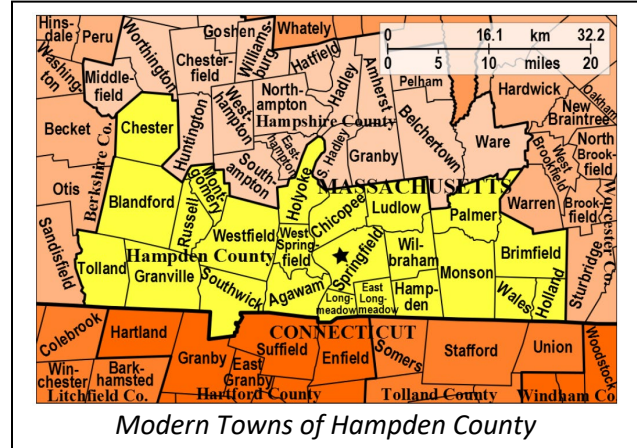 Hins-
dale
Peru
Worthington
Goshen
Williams-
burg
Whately
0 16.1 km 32.2
0 5 10 miles 20
Washing-
ton
Middle-
field
Chester-
field
Hatfield
Hadley
Amherst
Pelham
Hardwick
Oakham
New
Braintree
North-
ampton
West-
hampton
Becket
Chester
Huntington
Hampshire County
Belchertown
Ware
West
Brookfield
North
Brook-
field
East-
hampton
S. Hadley
Granby
South-
ampton
Berkshire Co.
Otis
Blandford
Mont-
gomery
Russell
Holyoke
MASSACHUSETTS
Chicopee
Ludlow
Palmer
Warren
Brook-
field
Worcester Co.
Westfield
West
Spring-
field
Springfield
Wil-
braham
Brimfield
Sturbridge
Sandisfield
Hampden County
Tolland
Granville
Southwick
Agawam
Long-
meadow
East
Long-
meadow
Hamp-
den
Monson
Wales
Holland
CONNECTICUT
Colebrook
Hartland
Granby
Suffield
Enfield
Somers
Stafford
Union
Woodstock
Win-
chester
Bark-
hamsted
East
Granby
Litchfield Co.
Hartford County
Tolland County
Windham Co.
Modern Towns of Hampden County